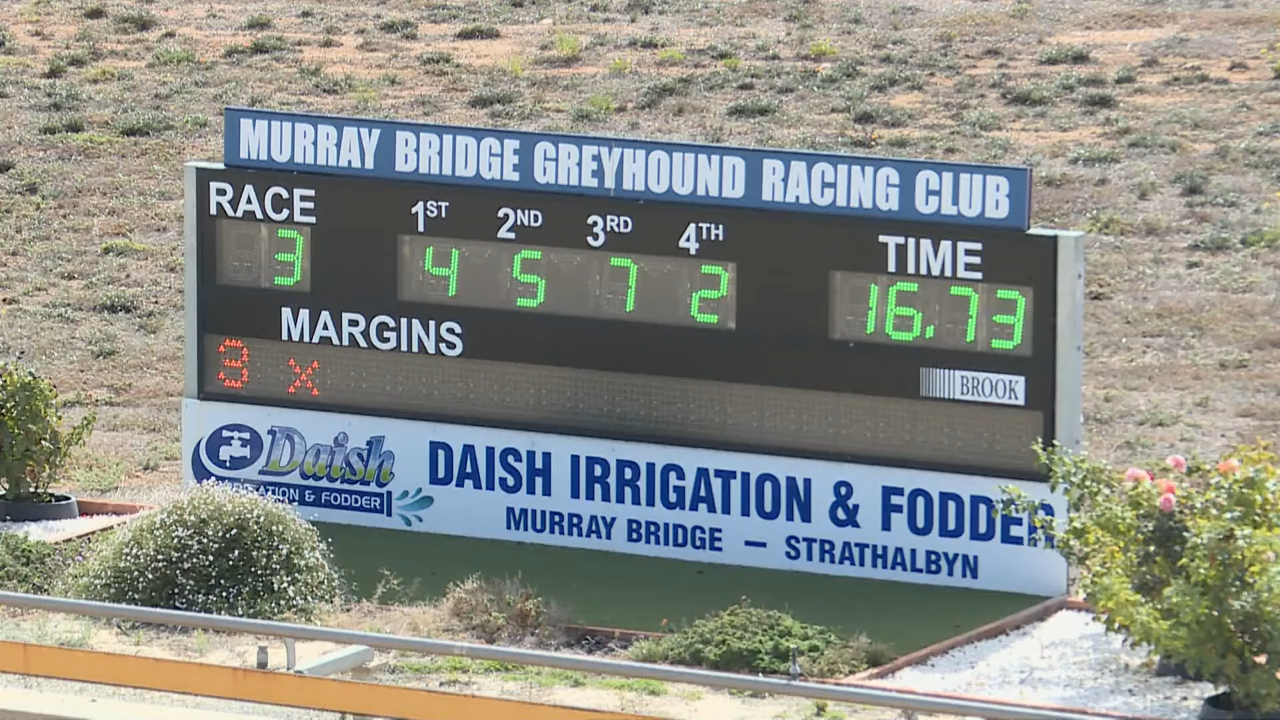 MURRAY BRIDGE GREYHOUND RACING CLUB
RACE 1ST 2ND 3RD 4TH TIME
3 4 5 7 2 16.73
MARGINS
3 X
BROOK
Daish
IRRIGATION & FODDER
DAISH IRRIGATION & FODDER
MURRAY BRIDGE – STRATHALBYN